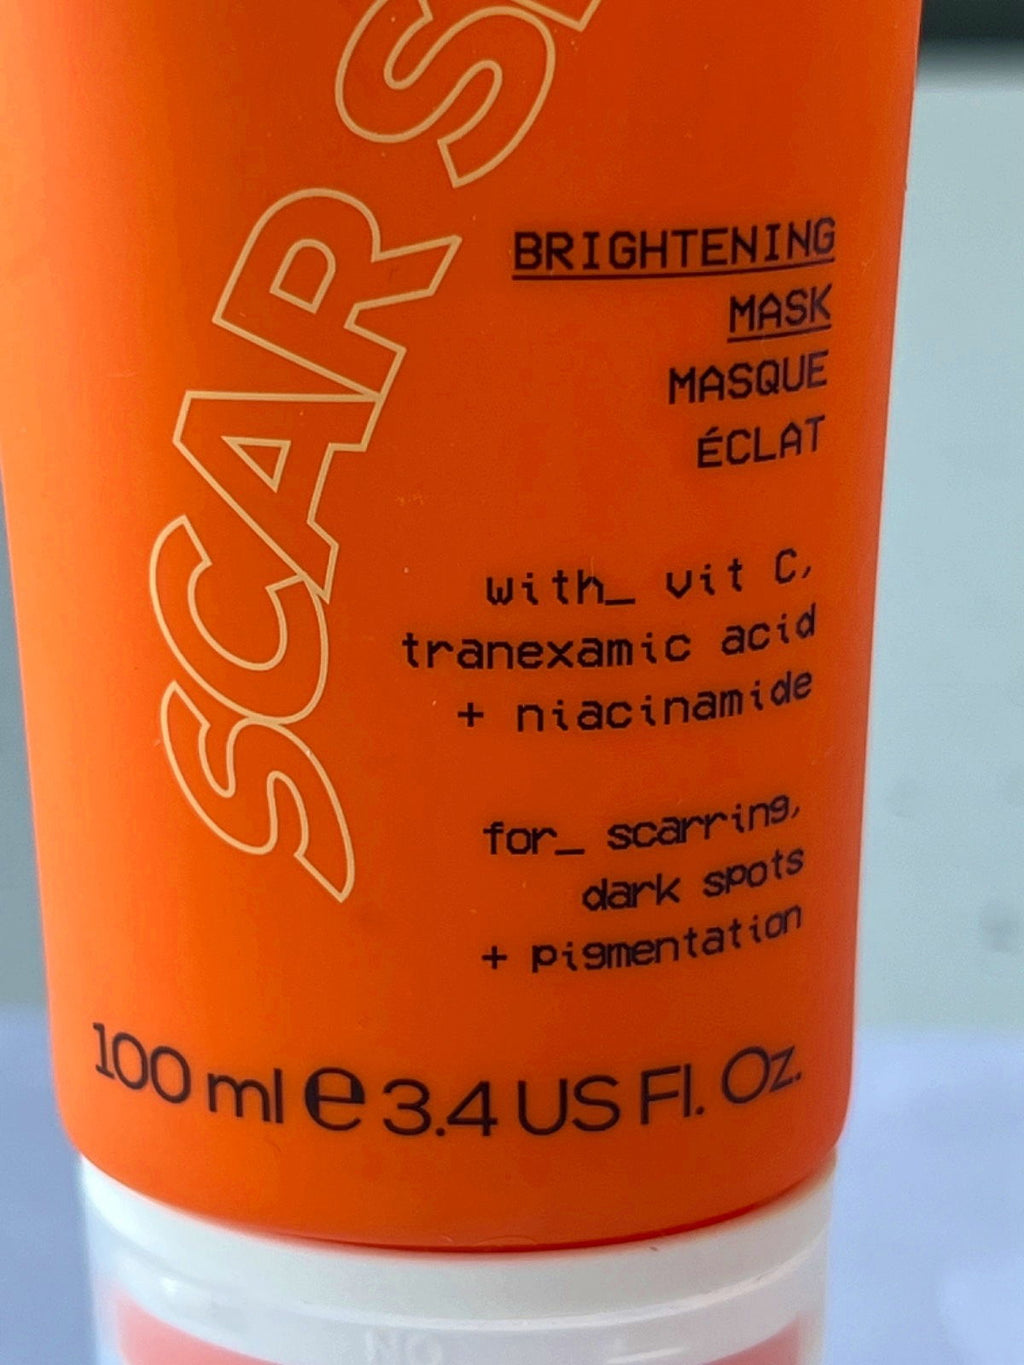 SCAR
BRIGHTENING
MASK
MASQUE
ÉCLAT
with_ vit C,
tranexamic acid
+ niacinamide
for_ scarring,
dark spots
+ pigmentation
100 ml e 3.4 US Fl. Oz.
NO